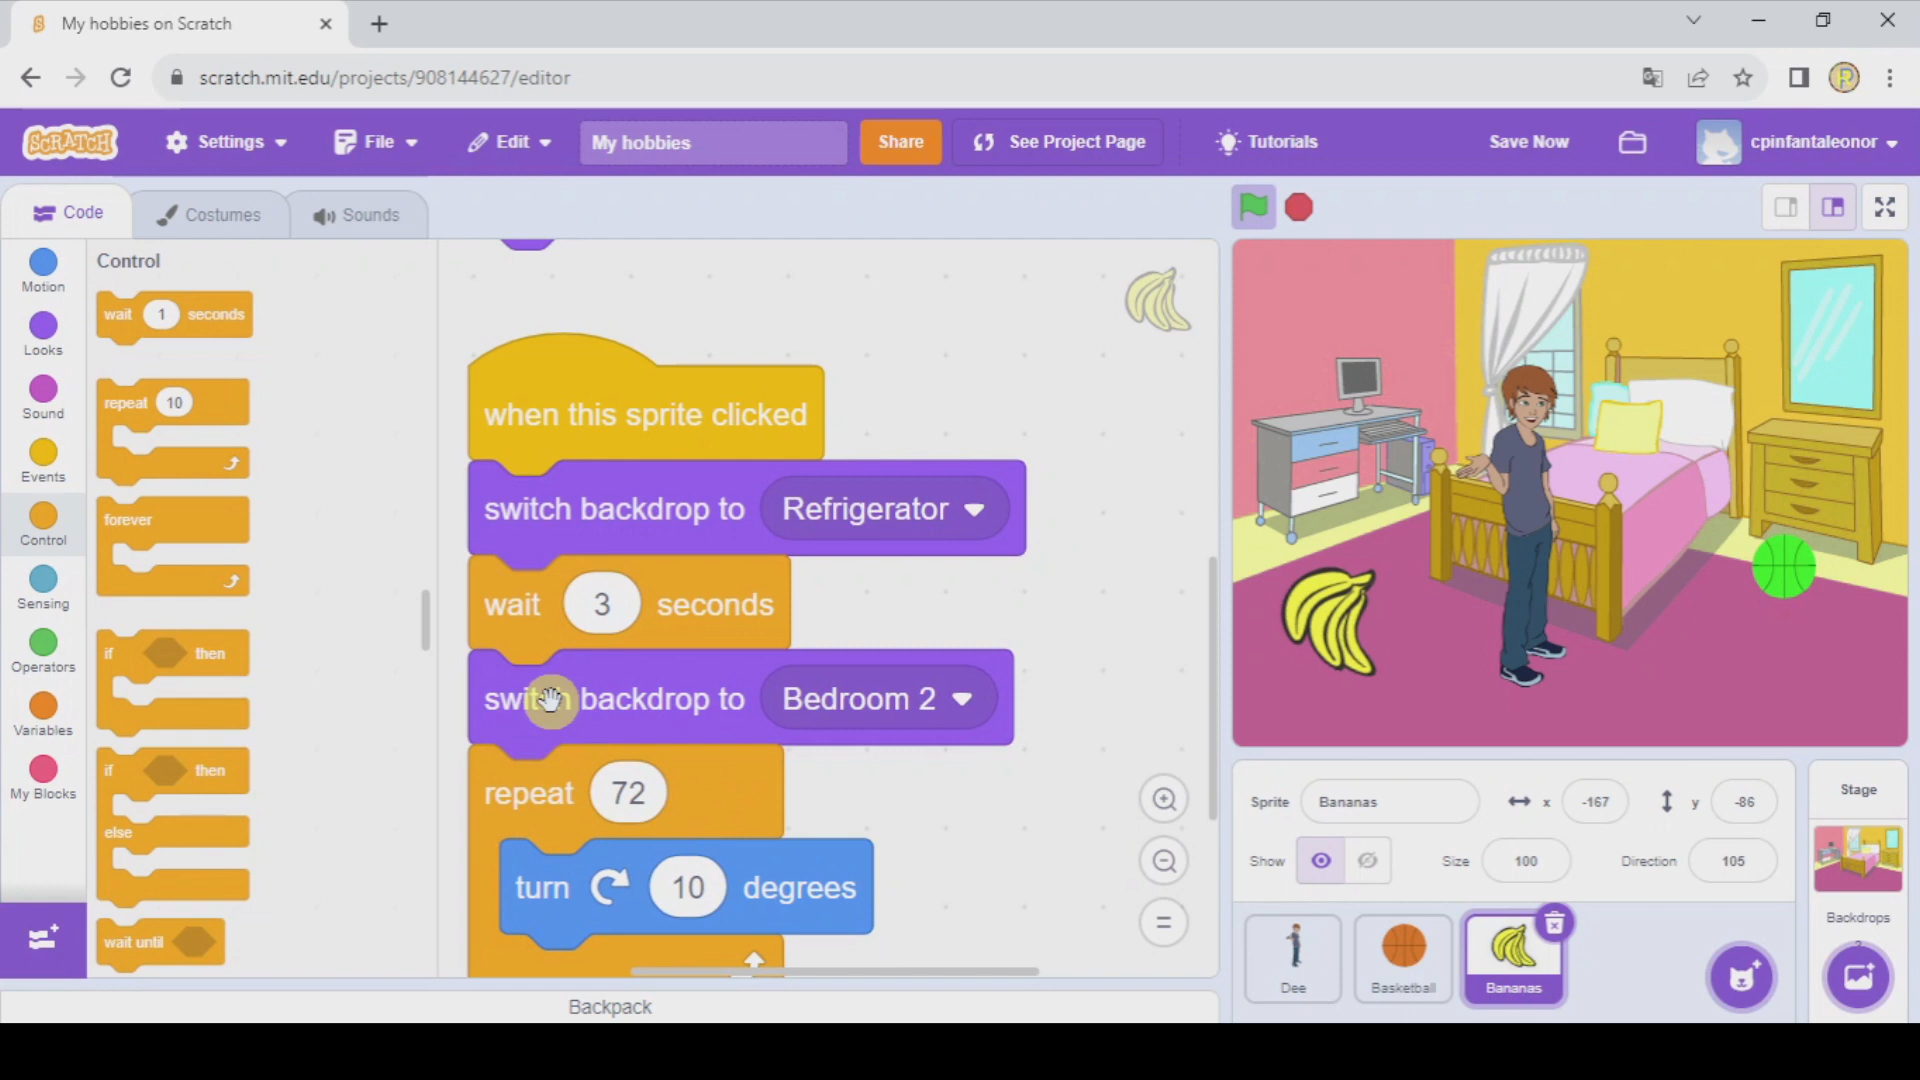 My hobbies on Scratch
scratch.mit.edu/projects/908144627/editor
SCRATCH Settings File Edit My hobbies Share See Project Page Tutorials Save Now cpinfantaleonor
Code Costumes Sounds
Motion
Looks
Sound
Events
Control
Sensing
Operators
Variables
My Blocks
Control
wait 1 seconds
repeat 10
forever
if then
if then
else
wait until
when this sprite clicked
switch backdrop to Refrigerator
wait 3 seconds
switch backdrop to Bedroom 2
repeat 72
turn 10 degrees
Backpack
Sprite Bananas x -167 y -86
Show Size 100 Direction 105
Dee
Basketball
Bananas
Stage
Backdrops